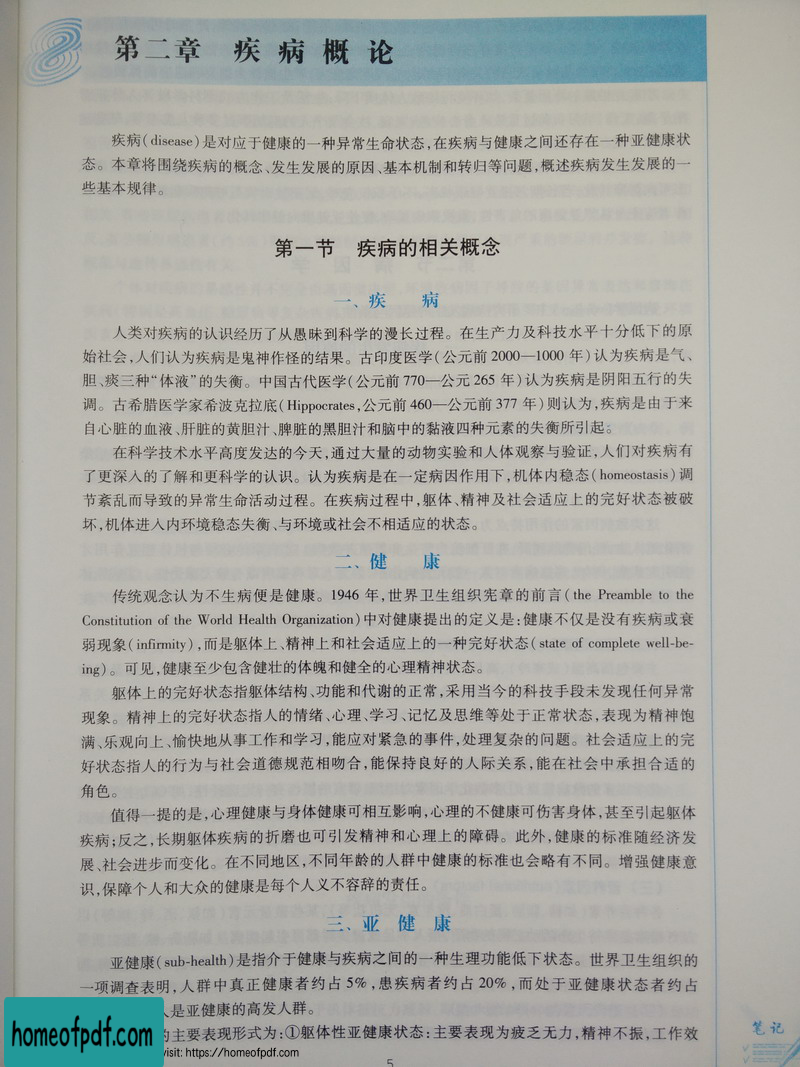 第二章 疾病概论
疾病(disease)是对应于健康的一种异常生命状态,在疾病与健康之间还存在一种亚健康状
态。本章将围绕疾病的概念、发生发展的原因、基本机制和转归等问题,概述疾病发生发展的一
些基本规律。
第一节 疾病的相关概念
一、疾 病
人类对疾病的认识经历了从愚昧到科学的漫长过程。在生产力及科技水平十分低下的原
始社会,人们认为疾病是鬼神作怪的结果。古印度医学(公元前2000—1000 年)认为疾病是气、
胆、痰三种“体液”的失衡。中国古代医学(公元前770—公元265 年)认为疾病是阴阳五行的失
调。古希腊医学家希波克拉底(Hippocrates,公元前460—公元前377 年)则认为,疾病是由于来
自心脏的血液、肝脏的黄胆汁、脾脏的黑胆汁和脑中的黏液四种元素的失衡所引起。
在科学技术水平高度发达的今天,通过大量的动物实验和人体观察与验证,人们对疾病有
了更深入的了解和更科学的认识。认为疾病是在一定病因作用下,机体内稳态(homeostasis)调
节紊乱而导致的异常生命活动过程。在疾病过程中,躯体、精神及社会适应上的完好状态被破
坏,机体进入内环境稳态失衡、与环境或社会不相适应的状态。
二、健 康
传统观念认为不生病便是健康。1946 年,世界卫生组织宪章的前言(the Preamble to the
Constitution of the World Health Organization)中对健康提出的定义是:健康不仅是没有疾病或衰
弱现象(infirmity),而是躯体上、精神上和社会适应上的一种完好状态(state of complete well-be-
ing)。可见,健康至少包含健壮的体魄和健全的心理精神状态。
躯体上的完好状态指躯体结构、功能和代谢的正常,采用当今的科技手段未发现任何异常
现象。精神上的完好状态指人的情绪、心理、学习、记忆及思维等处于正常状态,表现为精神饱
满、乐观向上、愉快地从事工作和学习,能应对紧急的事件,处理复杂的问题。社会适应上的完
好状态指人的行为与社会道德规范相吻合,能保持良好的人际关系,能在社会中承担合适的
角色。
值得一提的是,心理健康与身体健康可相互影响,心理的不健康可伤害身体,甚至引起躯体
疾病;反之,长期躯体疾病的折磨也可引发精神和心理上的障碍。此外,健康的标准随经济发
展、社会进步而变化。在不同地区,不同年龄的人群中健康的标准也会略有不同。增强健康意
识,保障个人和大众的健康是每个人义不容辞的责任。
三、亚 健 康
亚健康(sub-health)是指介于健康与疾病之间的一种生理功能低下状态。世界卫生组织的
一项调查表明,人群中真正健康者约占5%,患疾病者约占20%,而处于亚健康状态者约占
人是亚健康的高发人群。
的主要表现形式为:①躯体性亚健康状态:主要表现为疲乏无力,精神不振,工作效
homeofpdf.com
visit: https://homeofpdf.com
5
笔记